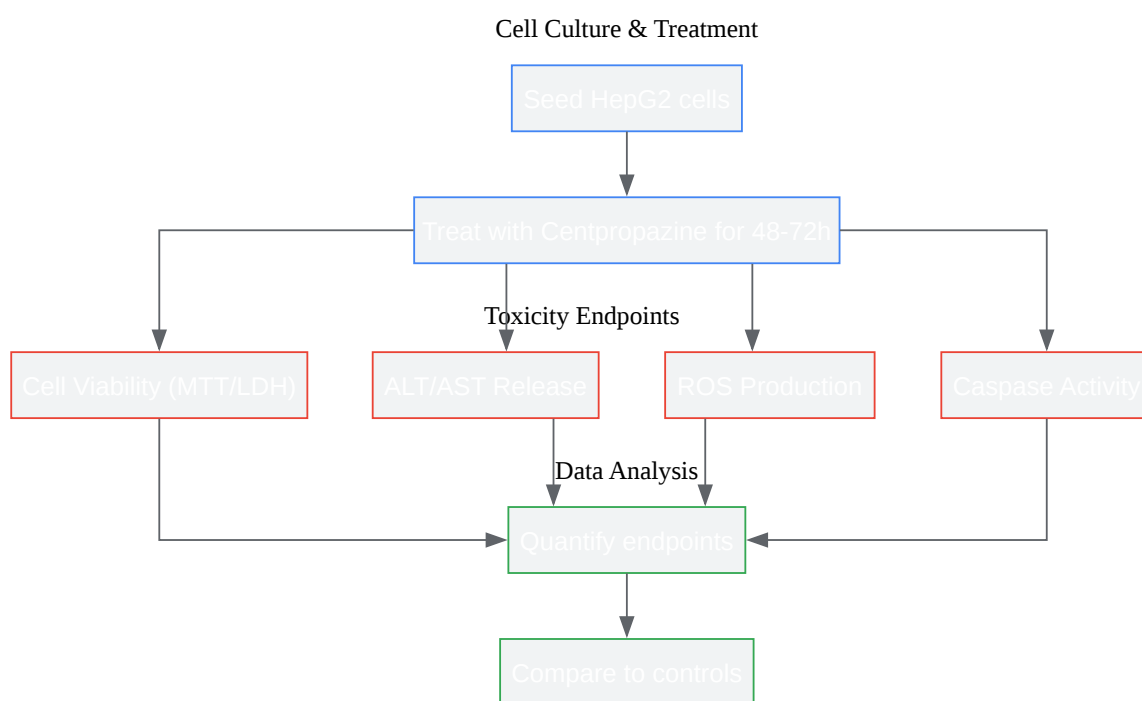 Cell Culture & Treatment
Seed HepG2 cells
Treat with Centpropazine for 48-72h
Toxicity Endpoints
Cell Viability (MTT/LDH)
ALT/AST Release
ROS Production
Caspase Activity
Data Analysis
Quantify endpoints
Compare to controls